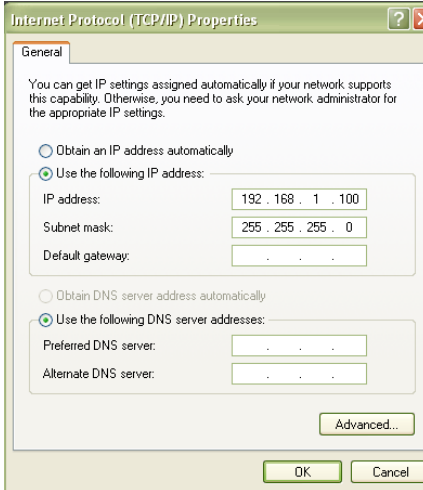 Internet Protocol (TCP/IP) Properties
General
You can get IP settings assigned automatically if your network supports
this capability. Otherwise, you need to ask your network administrator for
the appropriate IP settings.
Obtain an IP address automatically
Use the following IP address:
IP address: 192 . 168 . 1 . 100
Subnet mask: 255 . 255 . 255 . 0
Default gateway: . . .
Obtain DNS server address automatically
Use the following DNS server addresses:
Preferred DNS server: . . .
Alternate DNS server: . . .
Advanced...
OK Cancel